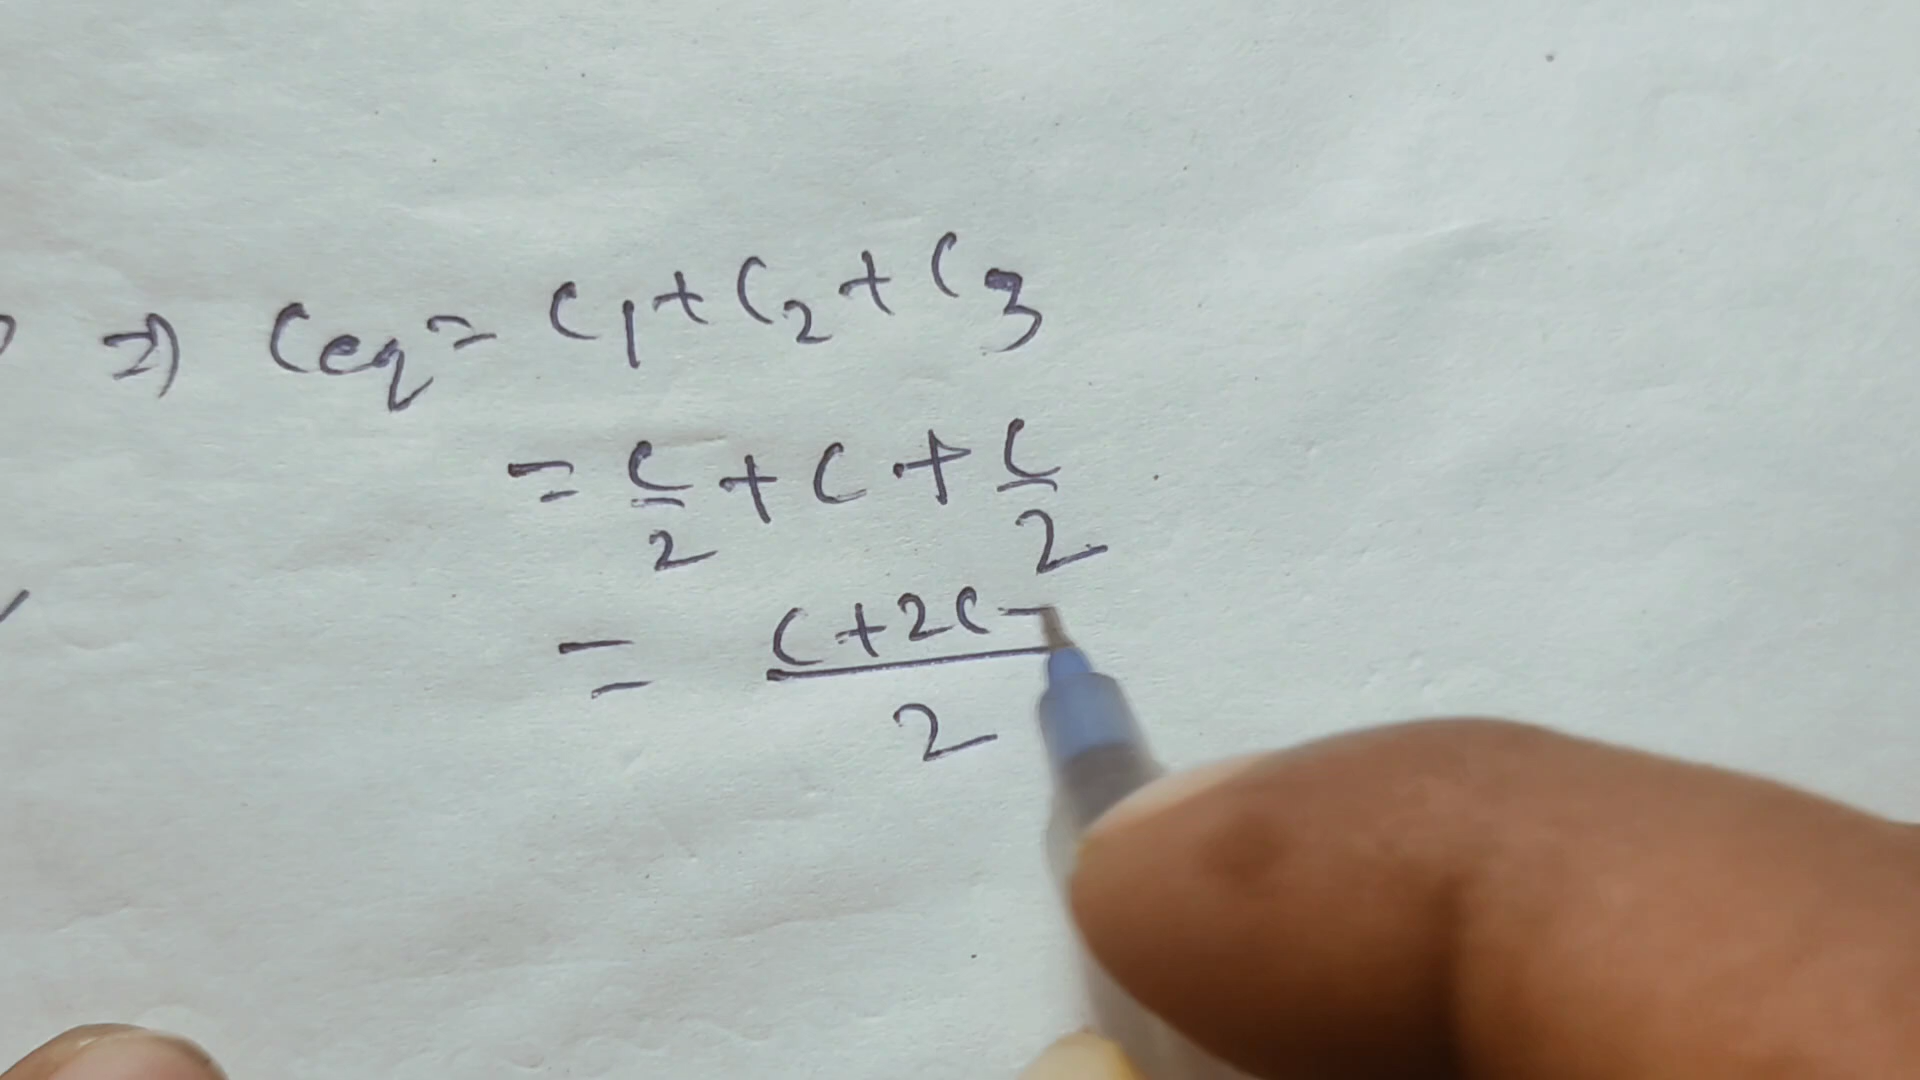 ⇒ Ceq = C1 + C2 + C3
= C/2 + C + C/2
= C+2C-/2